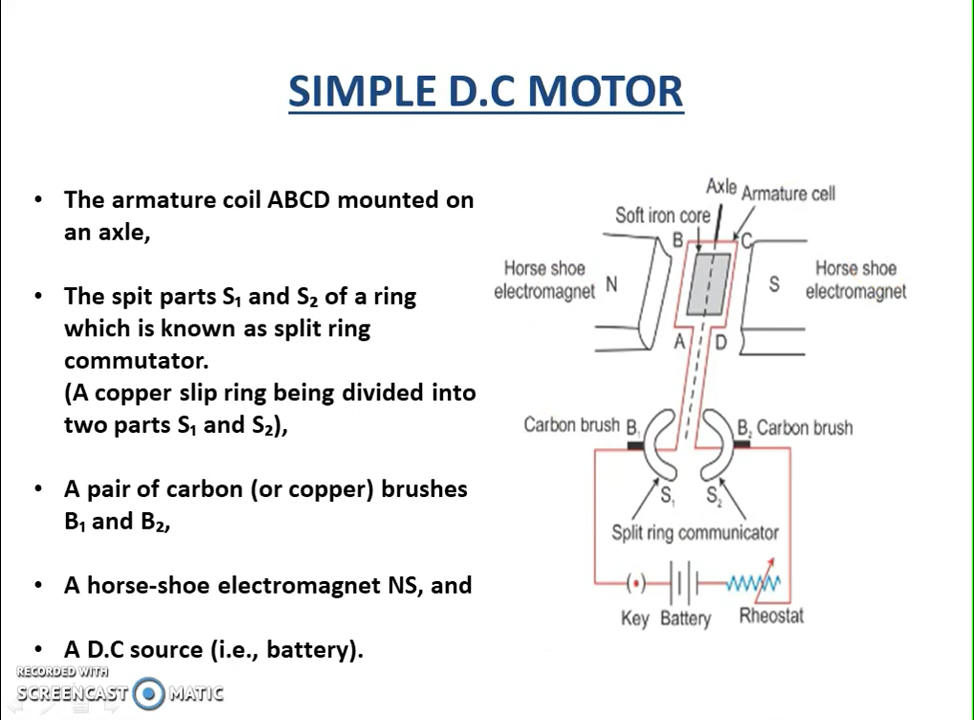 SIMPLE D.C MOTOR
• The armature coil ABCD mounted on
an axle,
• The spit parts S₁ and S₂ of a ring
which is known as split ring
commutator.
(A copper slip ring being divided into
two parts S₁ and S₂),
• A pair of carbon (or copper) brushes
B₁ and B₂,
• A horse-shoe electromagnet NS, and
• A D.C source (i.e., battery).
Axle
Armature cell
Soft iron core
B
C
Horse shoe
electromagnet
N
S
Horse shoe
electromagnet
A
D
Carbon brush B₁
B₂ Carbon brush
S₁
S₂
Split ring communicator
Key
Battery
Rheostat
RECORDED WITH
SCREENCAST MATIC